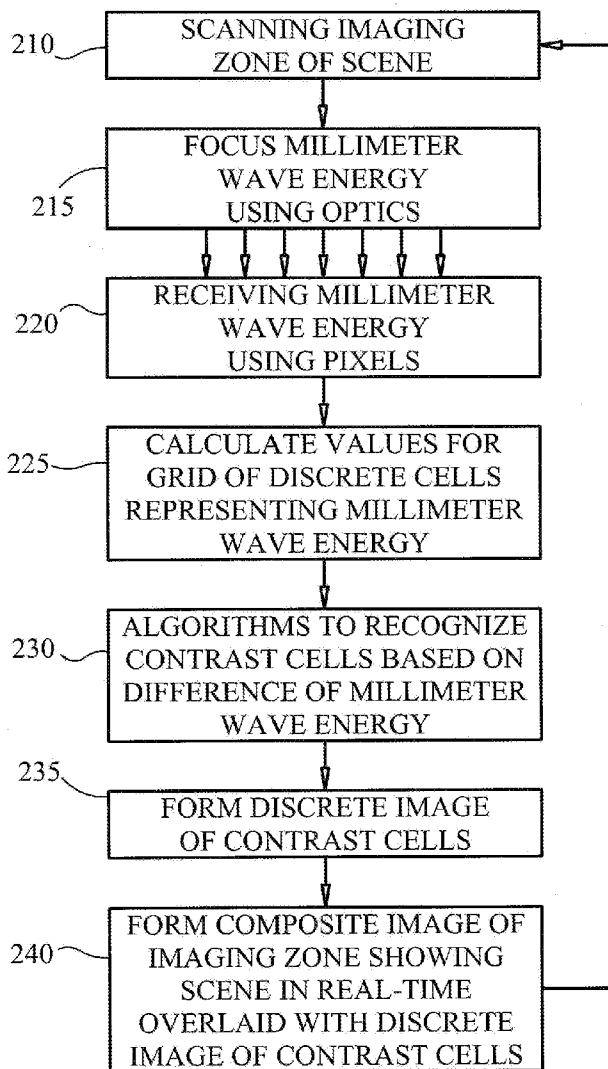 210
SCANNING IMAGING
ZONE OF SCENE
215
FOCUS MILLIMETER
WAVE ENERGY
USING OPTICS
220
RECEIVING MILLIMETER
WAVE ENERGY
USING PIXELS
225
CALCULATE VALUES FOR
GRID OF DISCRETE CELLS
REPRESENTING MILLIMETER
WAVE ENERGY
230
ALGORITHMS TO RECOGNIZE
CONTRAST CELLS BASED ON
DIFFERENCE OF MILLIMETER
WAVE ENERGY
235
FORM DISCRETE IMAGE
OF CONTRAST CELLS
240
FORM COMPOSITE IMAGE OF
IMAGING ZONE SHOWING
SCENE IN REAL-TIME
OVERLAID WITH DISCRETE
IMAGE OF CONTRAST CELLS